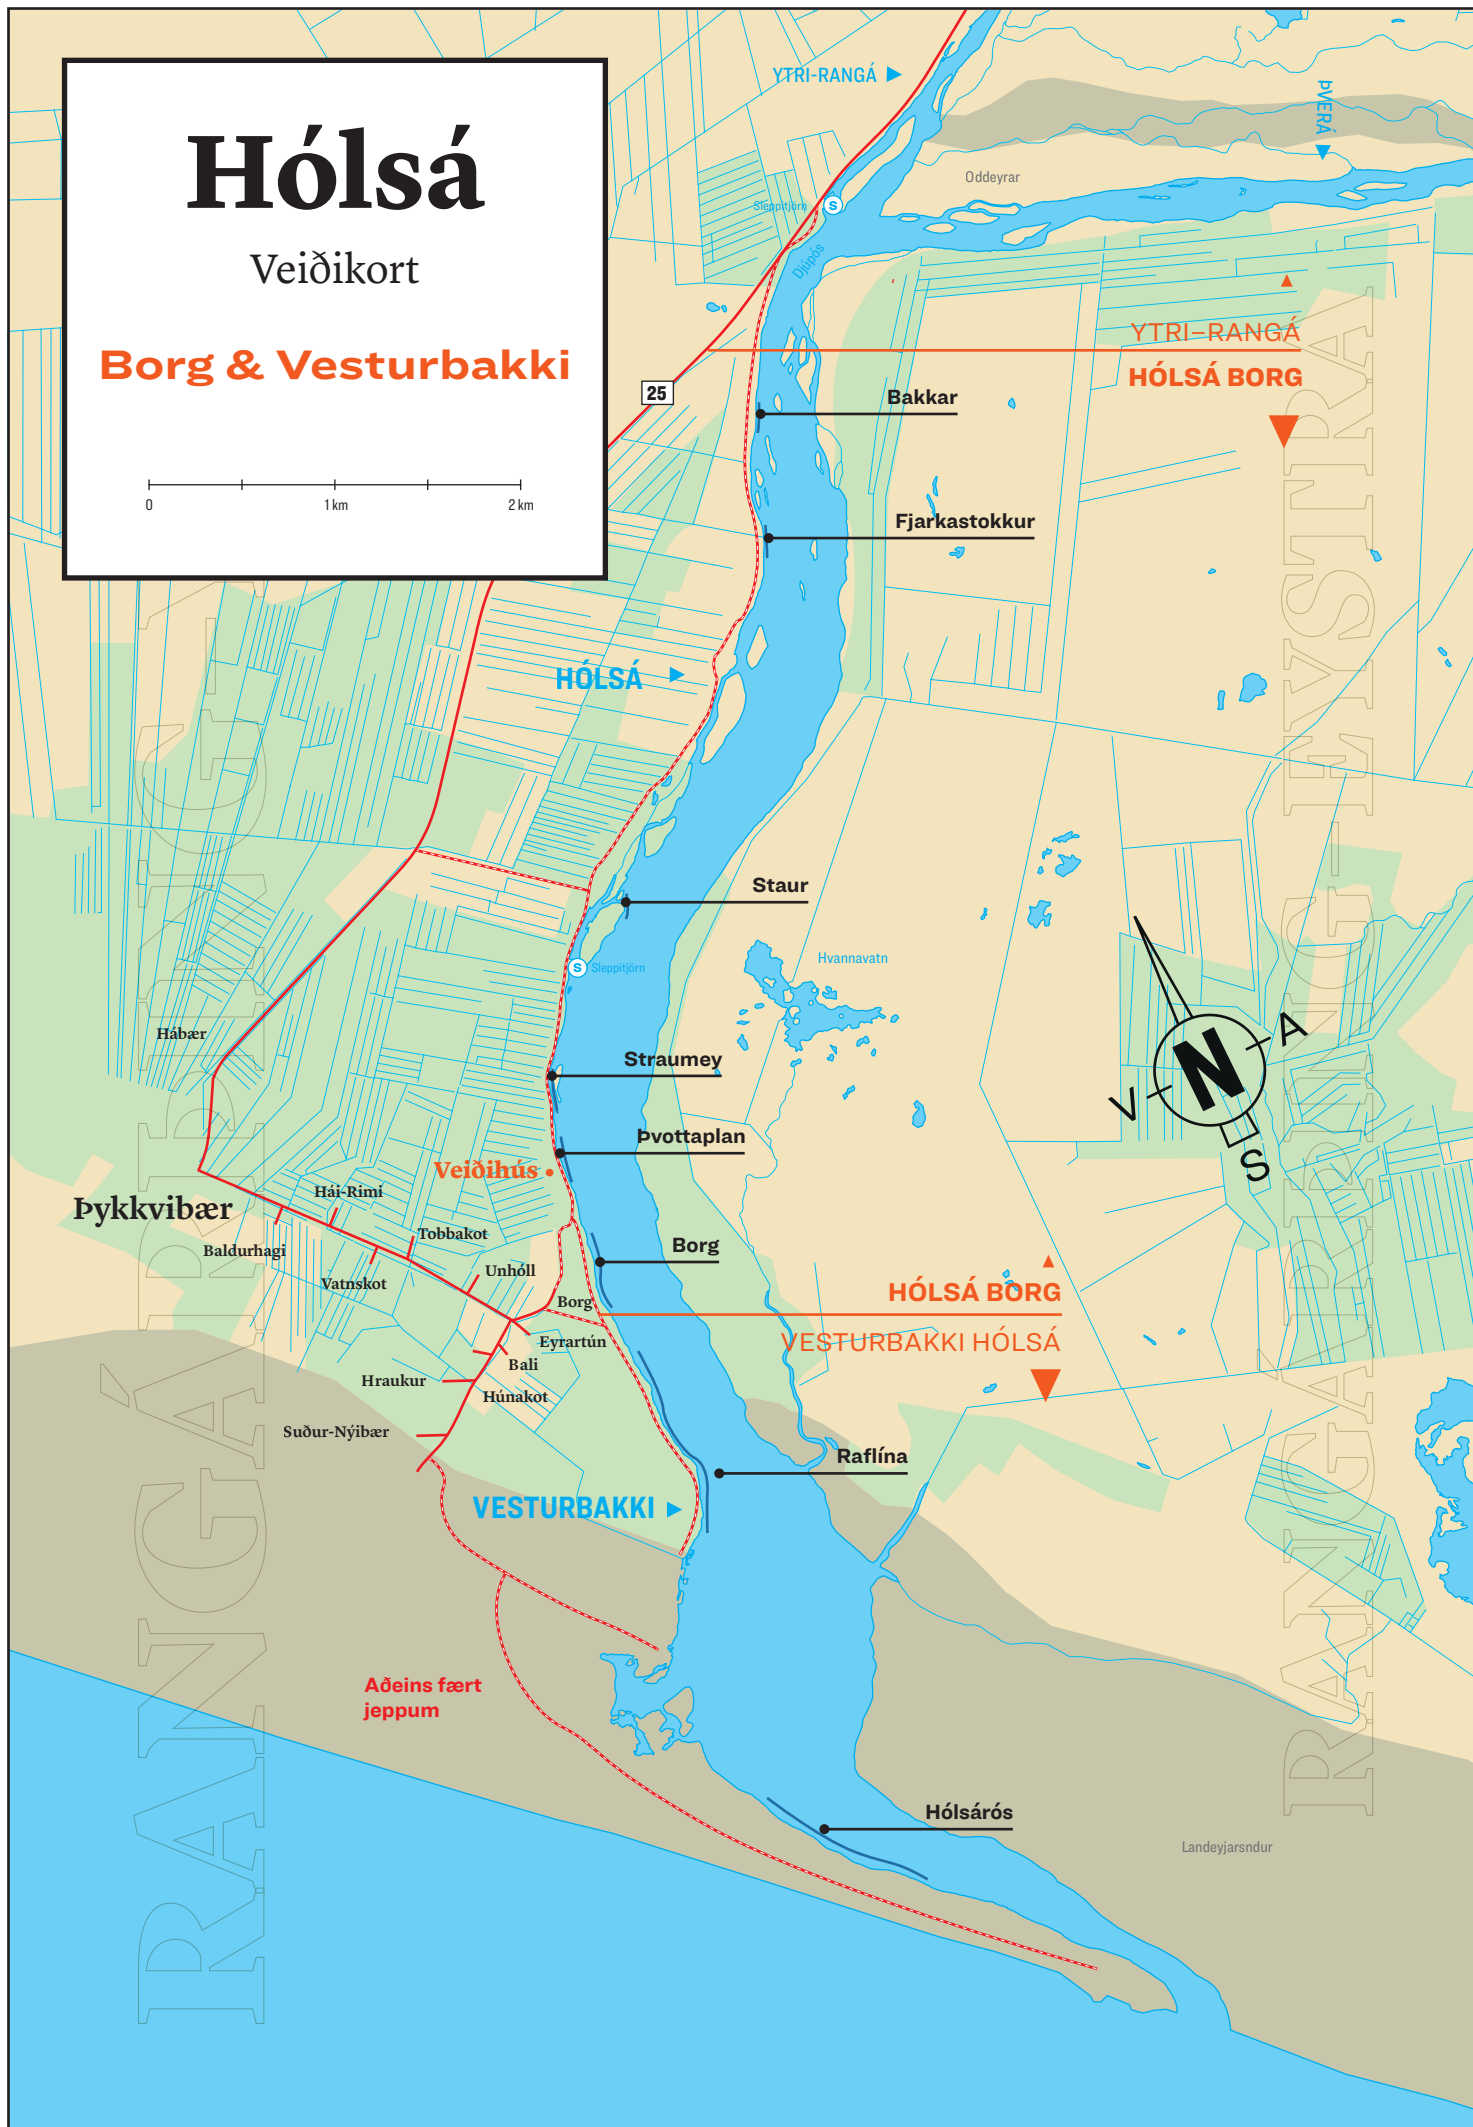 Hólsá
Veiðikort
Borg & Vesturbakki
0
1 km
2 km
YTRI-RANGÁ
ÞVERÁ
Oddeyrar
Sleppitjörn
S
Djúpós
YTRI–RANGÁ
HÓLSÁ BORG
25
Bakkar
Fjarkastokkur
HÓLSÁ
Staur
S
Sleppitjörn
Hvannavatn
Hábær
N
A
V
S
Straumey
Þvottaplan
Veiðihús
Þykkvibær
Hái-Rimi
Tobbakot
Baldurhagi
Unhóll
Vatnskot
Borg
Borg
HÓLSÁ BORG
VESTURBAKKI HÓLSÁ
Eyrartún
Bali
Hraukur
Húnakot
Suður-Nýibær
Raflína
VESTURBAKKI
Aðeins fært
jeppum
Hólsárós
Landeyjarsndur
RANGÁRÞING-EYSTRA